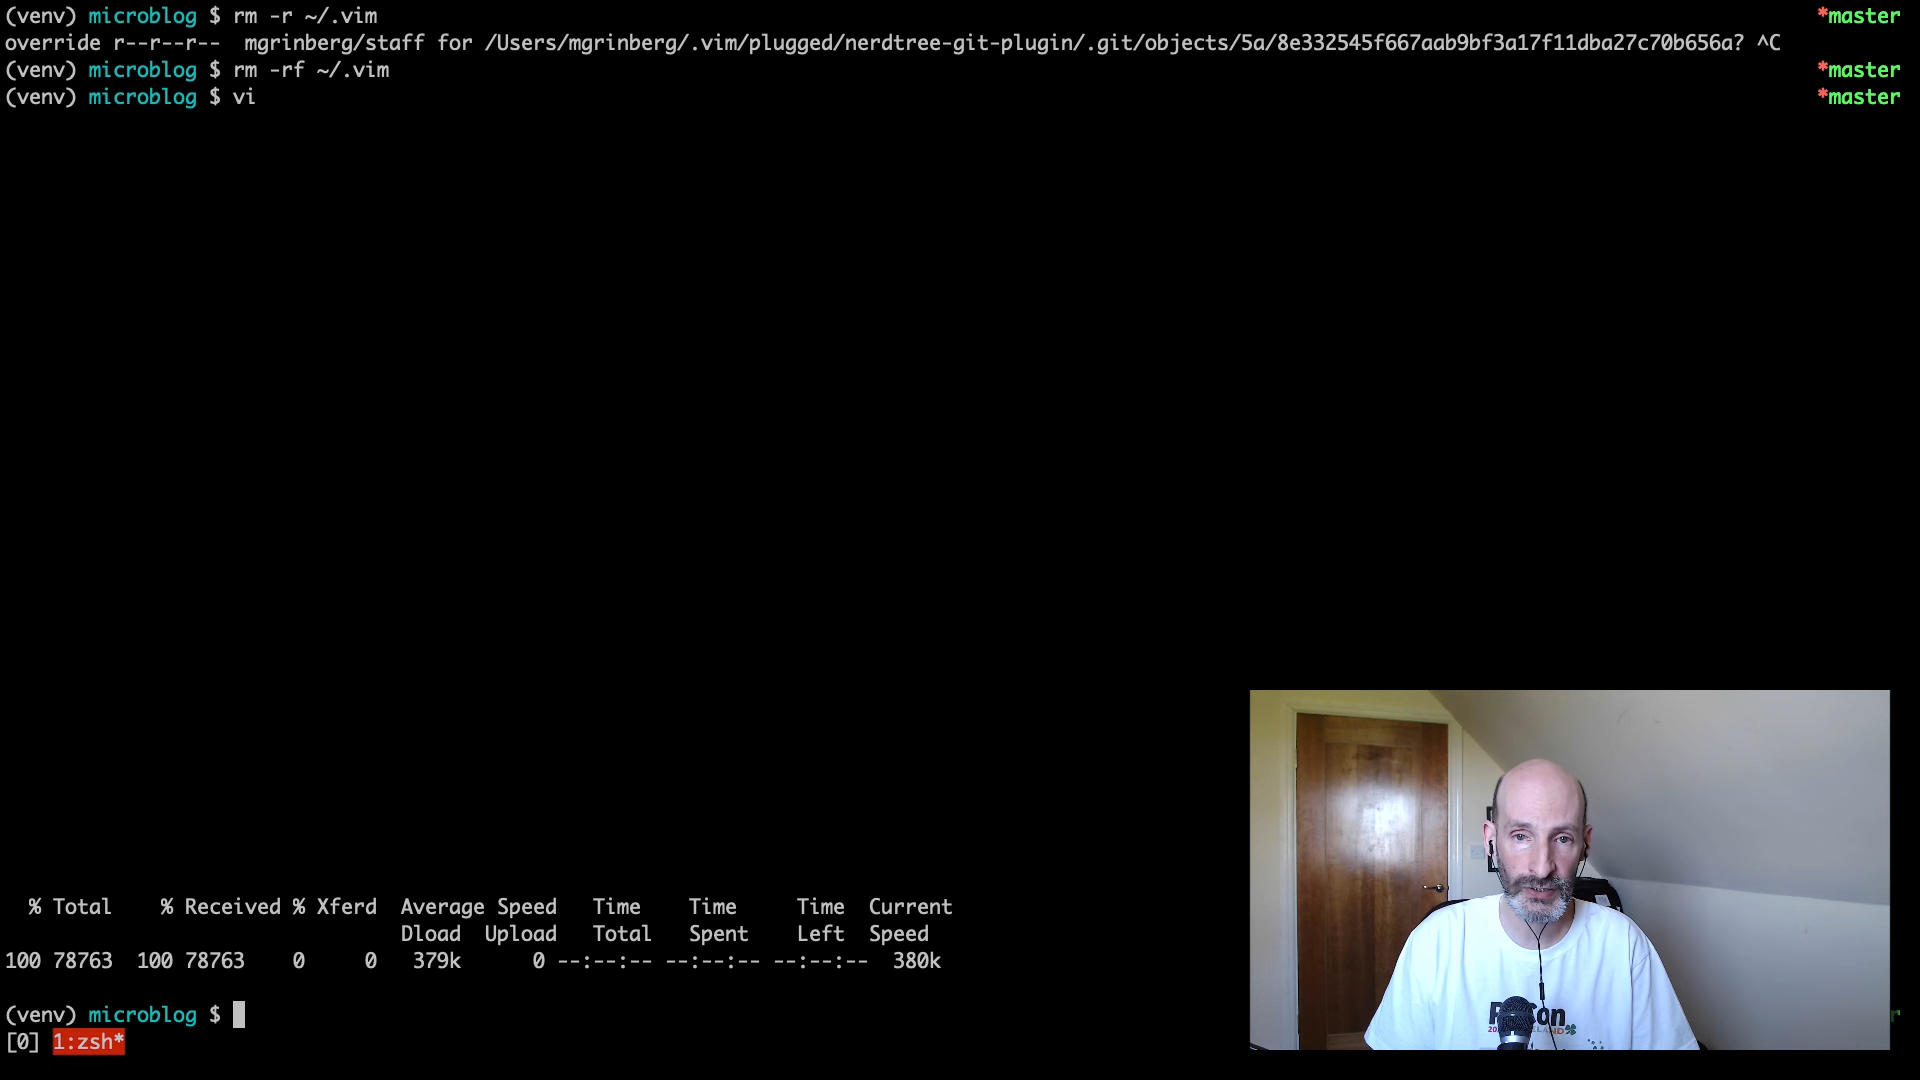 (venv) microblog $ rm -r ~/.vim *master
override r--r--r--  mgrinberg/staff for /Users/mgrinberg/.vim/plugged/nerdtree-git-plugin/.git/objects/5a/8e332545f667aab9bf3a17f11dba27c70b656a? ^C
(venv) microblog $ rm -rf ~/.vim *master
(venv) microblog $ vi *master
% Total % Received % Xferd Average Speed Time Time Time Current
Dload Upload Total Spent Left Speed
100 78763 100 78763 0 0 379k 0 --:--:-- --:--:-- --:--:-- 380k
(venv) microblog $
[0] 1:zsh*